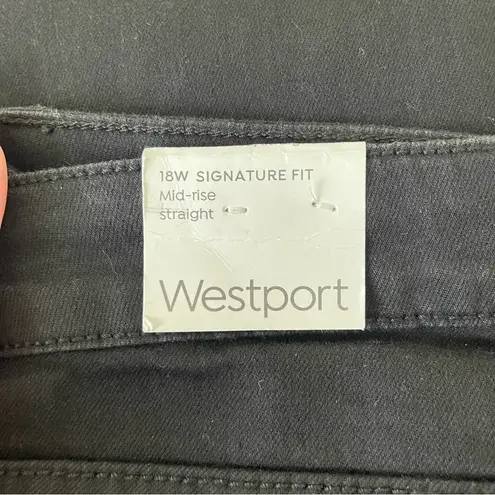 18W SIGNATURE FIT
Mid-rise
straight
Westport